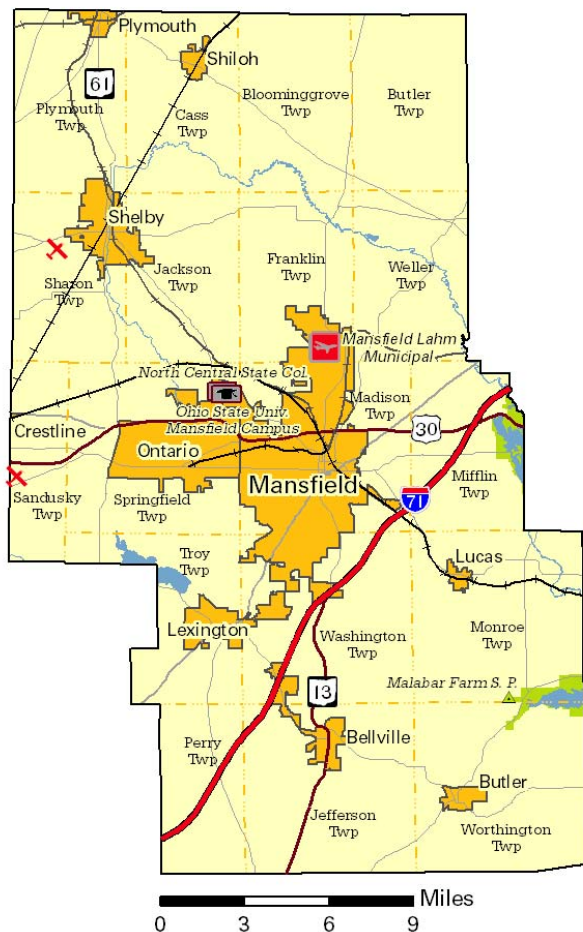 Plymouth
Shiloh
61
Plymouth
Twp
Cass
Twp
Bloominggrove
Twp
Butler
Twp
Shelby
Sharon
Twp
Jackson
Twp
Franklin
Twp
Weller
Twp
Mansfield Lahm
Municipal
North Central State Col.
Ohio State Univ.
Mansfield Campus
Madison
Twp
Crestline
30
Ontario
Mansfield
Sandusky
Twp
Springfield
Twp
71
Mifflin
Twp
Troy
Twp
Lucas
Lexington
Washington
Twp
Monroe
Twp
Malabar Farm S. P.
13
Perry
Twp
Bellville
Butler
Jefferson
Twp
Worthington
Twp
Miles
0 3 6 9